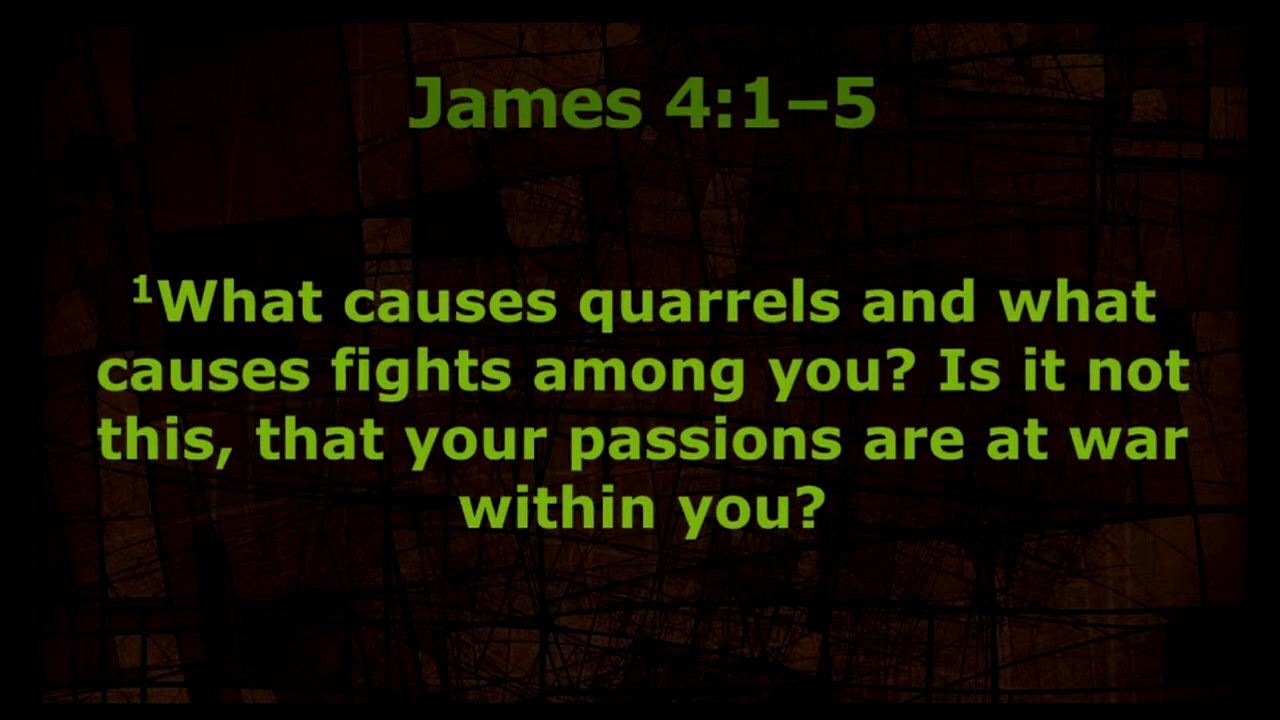 James 4:1–5
¹What causes quarrels and what
causes fights among you? Is it not
this, that your passions are at war
within you?